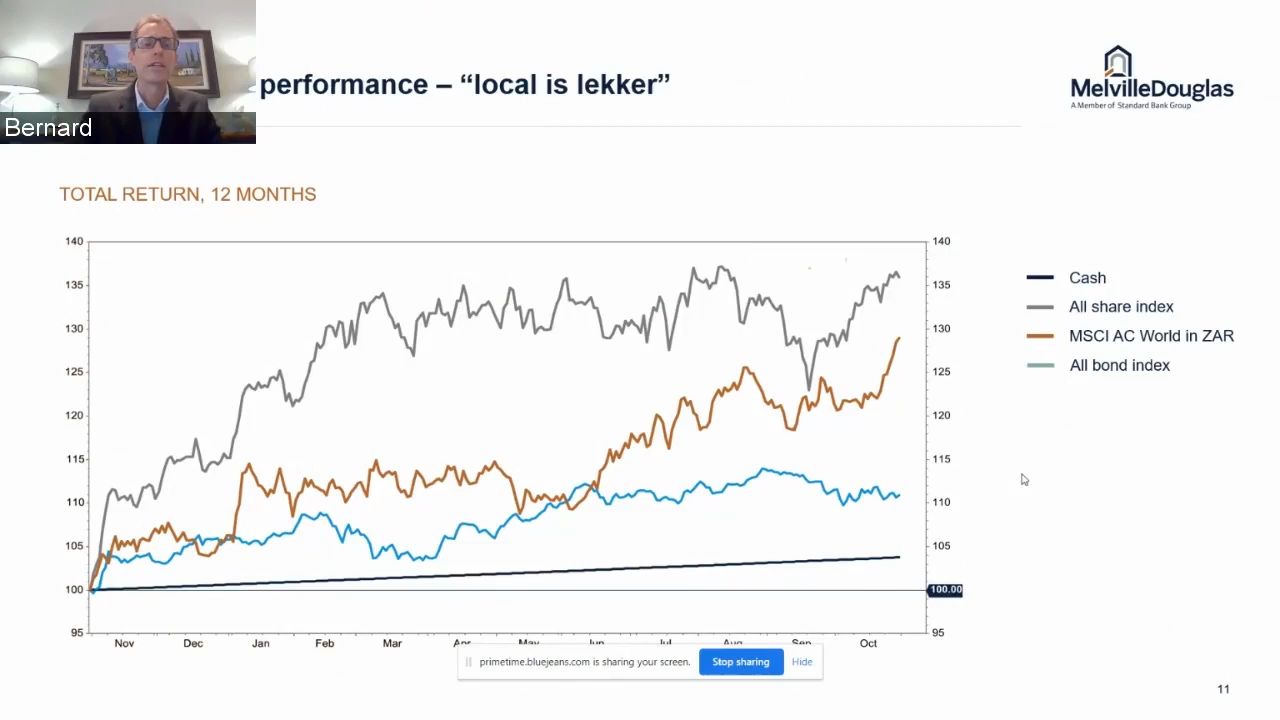 Bernard
performance – “local is lekker”
MelvilleDouglas
A Member of Standard Bank Group
TOTAL RETURN, 12 MONTHS
140
135
130
125
120
115
110
105
100
95
140
135
130
125
120
115
110
105
100.00
95
Nov Dec Jan Feb Mar Apr May Jun Jul Aug Sep Oct
Cash
All share index
MSCI AC World in ZAR
All bond index
primetime.bluejeans.com is sharing your screen. Stop sharing Hide
11